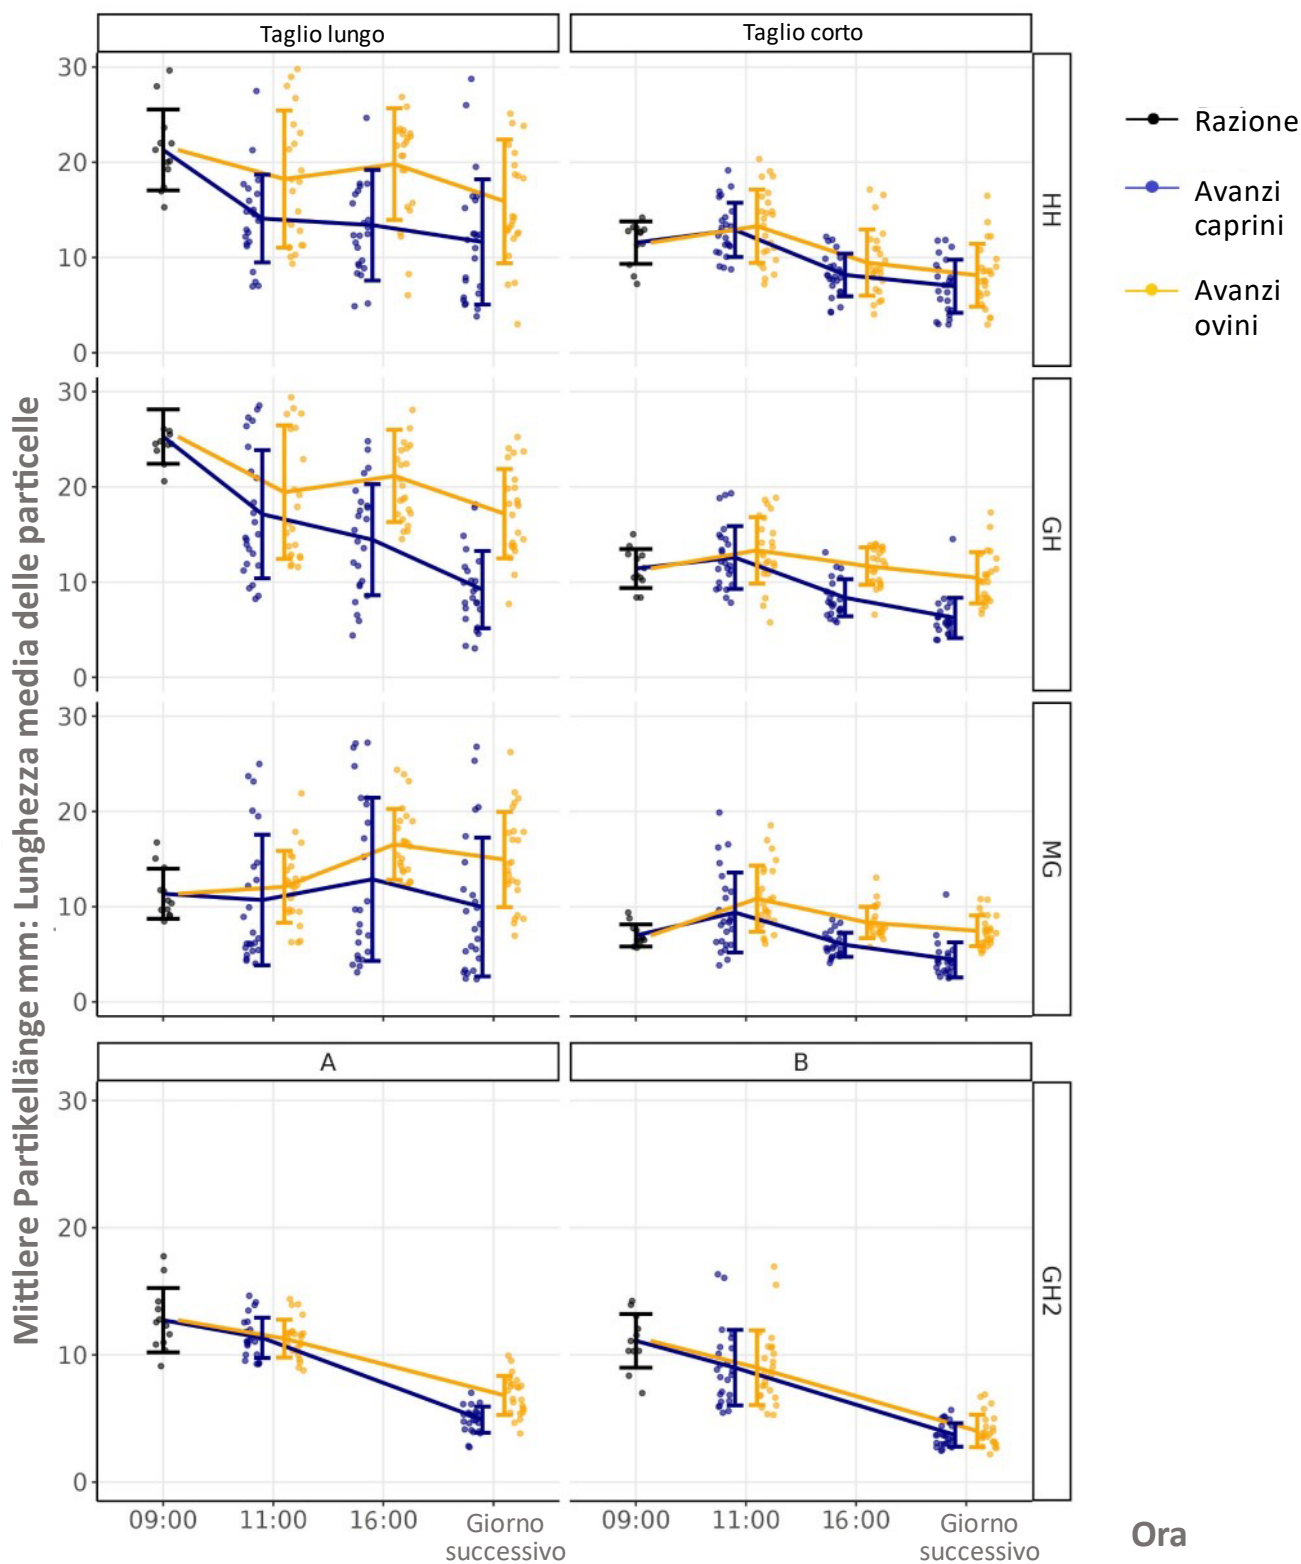 Taglio lungo
Taglio corto
30
20
10
0
HH
Razione
Avanzi
caprini
Avanzi
ovini
30
20
10
0
GH
30
20
10
0
MG
Mittlere Partikellänge mm: Lunghezza media delle particelle
A
B
30
20
10
0
GH2
09:00
11:00
16:00
Giorno
successivo
09:00
11:00
16:00
Giorno
successivo
Ora